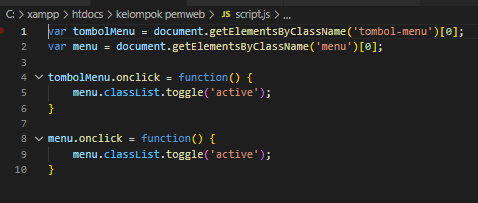 C: > xampp > htdocs > kelompok pemweb > JS script.js > ...
1 var tombolMenu = document.getElementsByClassName('tombol-menu')[0];
2 var menu = document.getElementsByClassName('menu')[0];
3
4 tombolMenu.onclick = function() {
5     menu.classList.toggle('active');
6 }
7
8 menu.onclick = function() {
9     menu.classList.toggle('active');
10 }